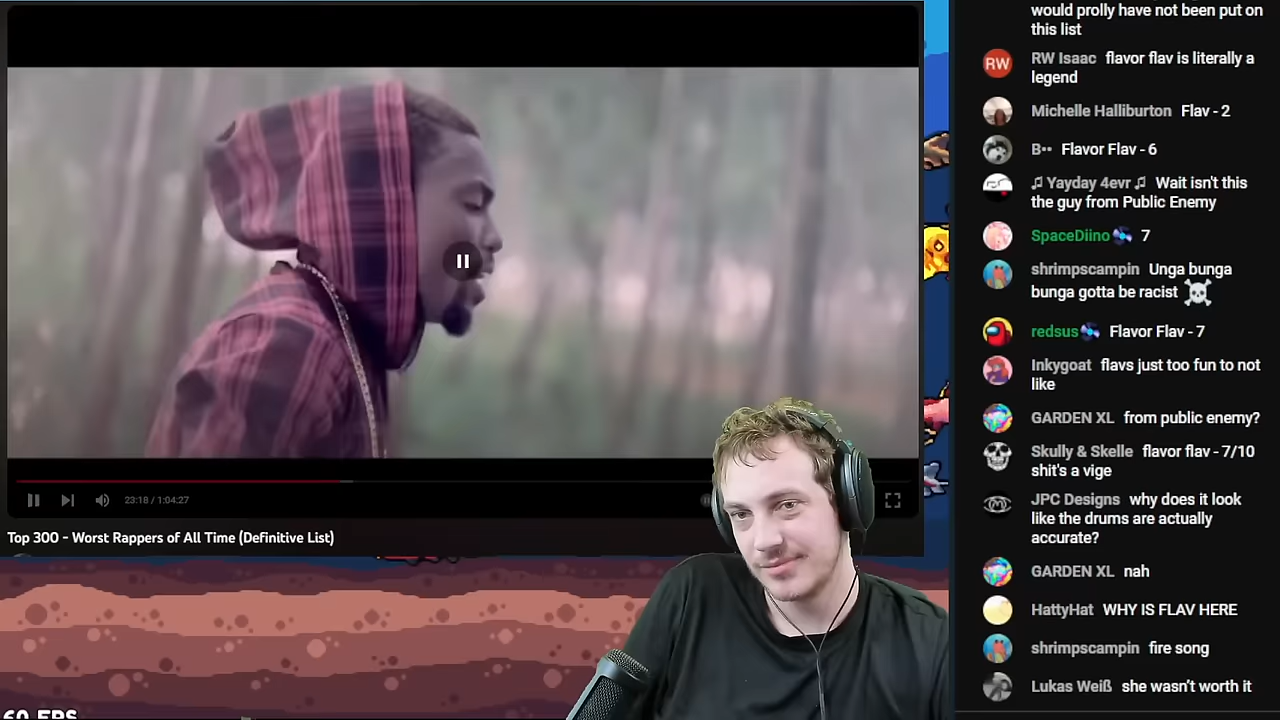 would prolly have not been put on
this list
RW
RW Isaac flavor flav is literally a
legend
Michelle Halliburton Flav - 2
B•• Flavor Flav - 6
♫ Yayday 4evr ♫ Wait isn't this
the guy from Public Enemy
SpaceDiino 7
shrimpscampin Unga bunga
bunga gotta be racist
redsus Flavor Flav - 7
Inkygoat flavs just too fun to not
like
GARDEN XL from public enemy?
Skully & Skelle flavor flav - 7/10
shit's a vige
JPC Designs why does it look
like the drums are actually
accurate?
GARDEN XL nah
HattyHat WHY IS FLAV HERE
shrimpscampin fire song
Lukas Weiß she wasn't worth it
23:18 / 1:04:27
Top 300 - Worst Rappers of All Time (Definitive List)
60 FPS